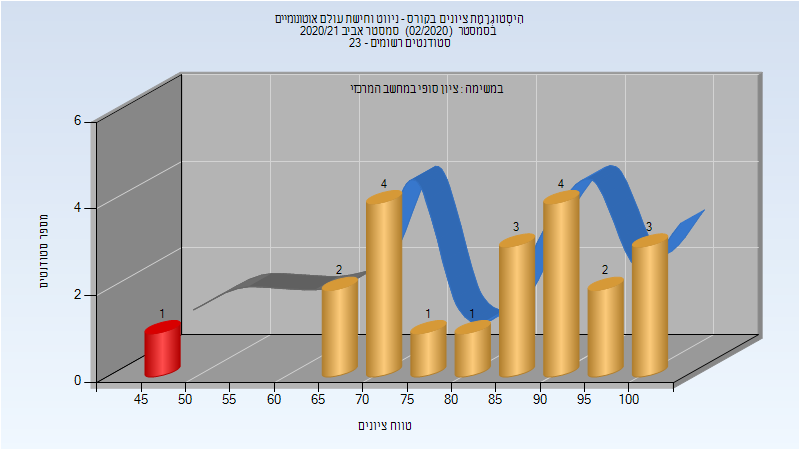 היסטוגרמת ציונים בקורס - ניווט וחישת עולם אוטונומיים
בסמסטר (02/2020) סמסטר אביב 2020/21
סטודנטים רשומים - 23
במשימה : ציון סופי במחשב המרכזי
מספר סטודנטים
6
4
2
0
1
2
4
1
1
3
4
2
3
45 50 55 60 65 70 75 80 85 90 95 100
טווח ציונים